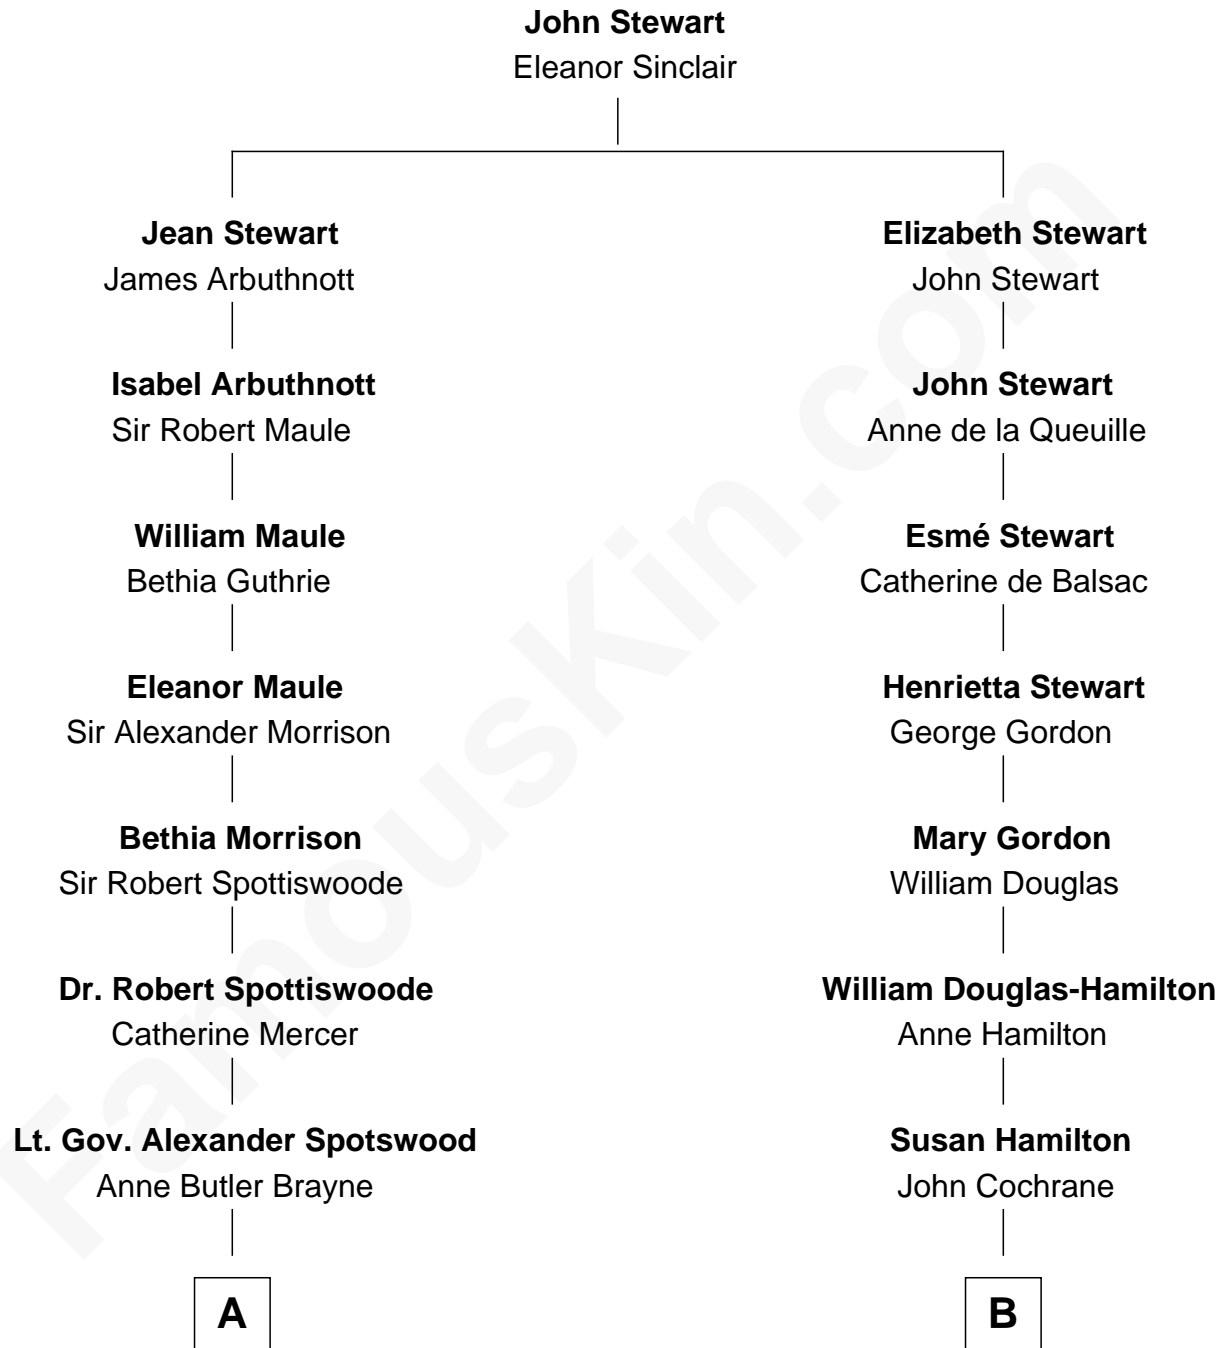 John Stewart
Eleanor Sinclair
Jean Stewart
James Arbuthnott
Elizabeth Stewart
John Stewart
Isabel Arbuthnott
Sir Robert Maule
John Stewart
Anne de la Queuille
William Maule
Bethia Guthrie
Esmé Stewart
Catherine de Balsac
Eleanor Maule
Sir Alexander Morrison
Henrietta Stewart
George Gordon
Bethia Morrison
Sir Robert Spottiswoode
Mary Gordon
William Douglas
Dr. Robert Spottiswoode
Catherine Mercer
William Douglas-Hamilton
Anne Hamilton
Lt. Gov. Alexander Spotswood
Anne Butler Brayne
Susan Hamilton
John Cochrane
A
B
FamousKin.com